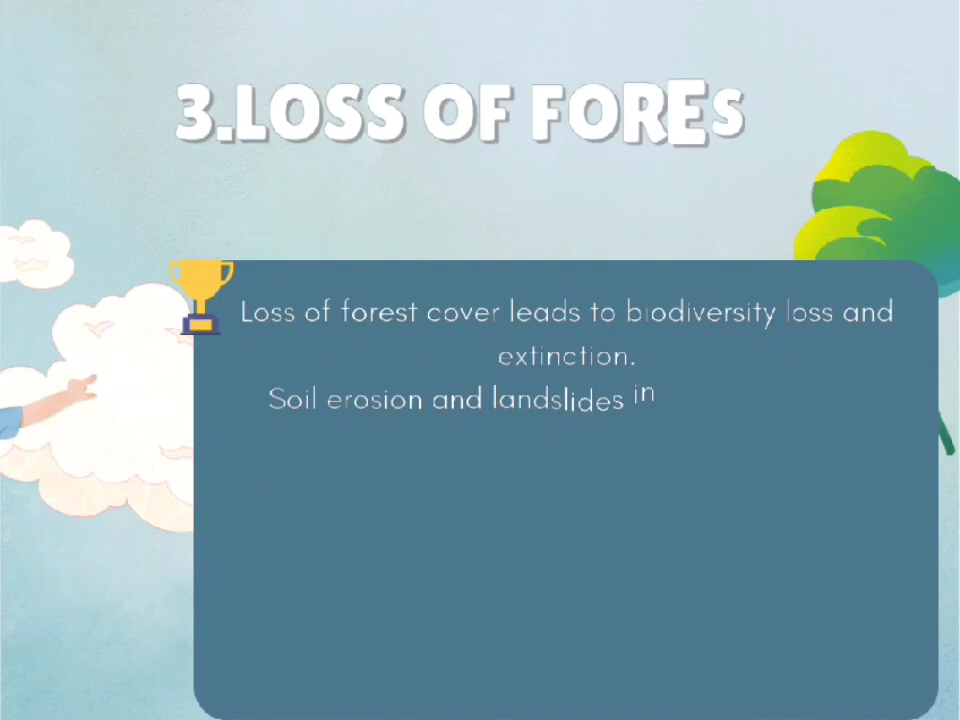 3.LOSS OF FORES
Loss of forest cover leads to biodiversity loss and
extinction.
Soil erosion and landslides in